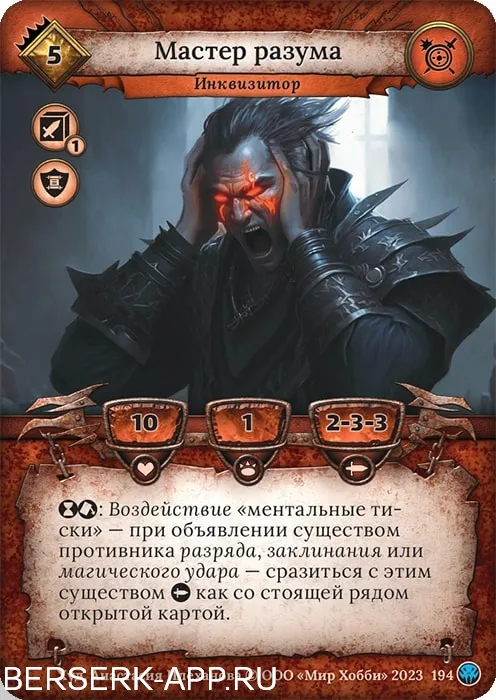 5
Мастер разума
Инквизитор
1
10
1
2-3-3
: Воздействие «ментальные ти-
ски» — при объявлении существом
противника разряда, заклинания или
магического удара — сразиться с этим
существом как со стоящей рядом
открытой картой.
© ООО «Мир Хобби» 2023 194
BERSERK-APP.RU